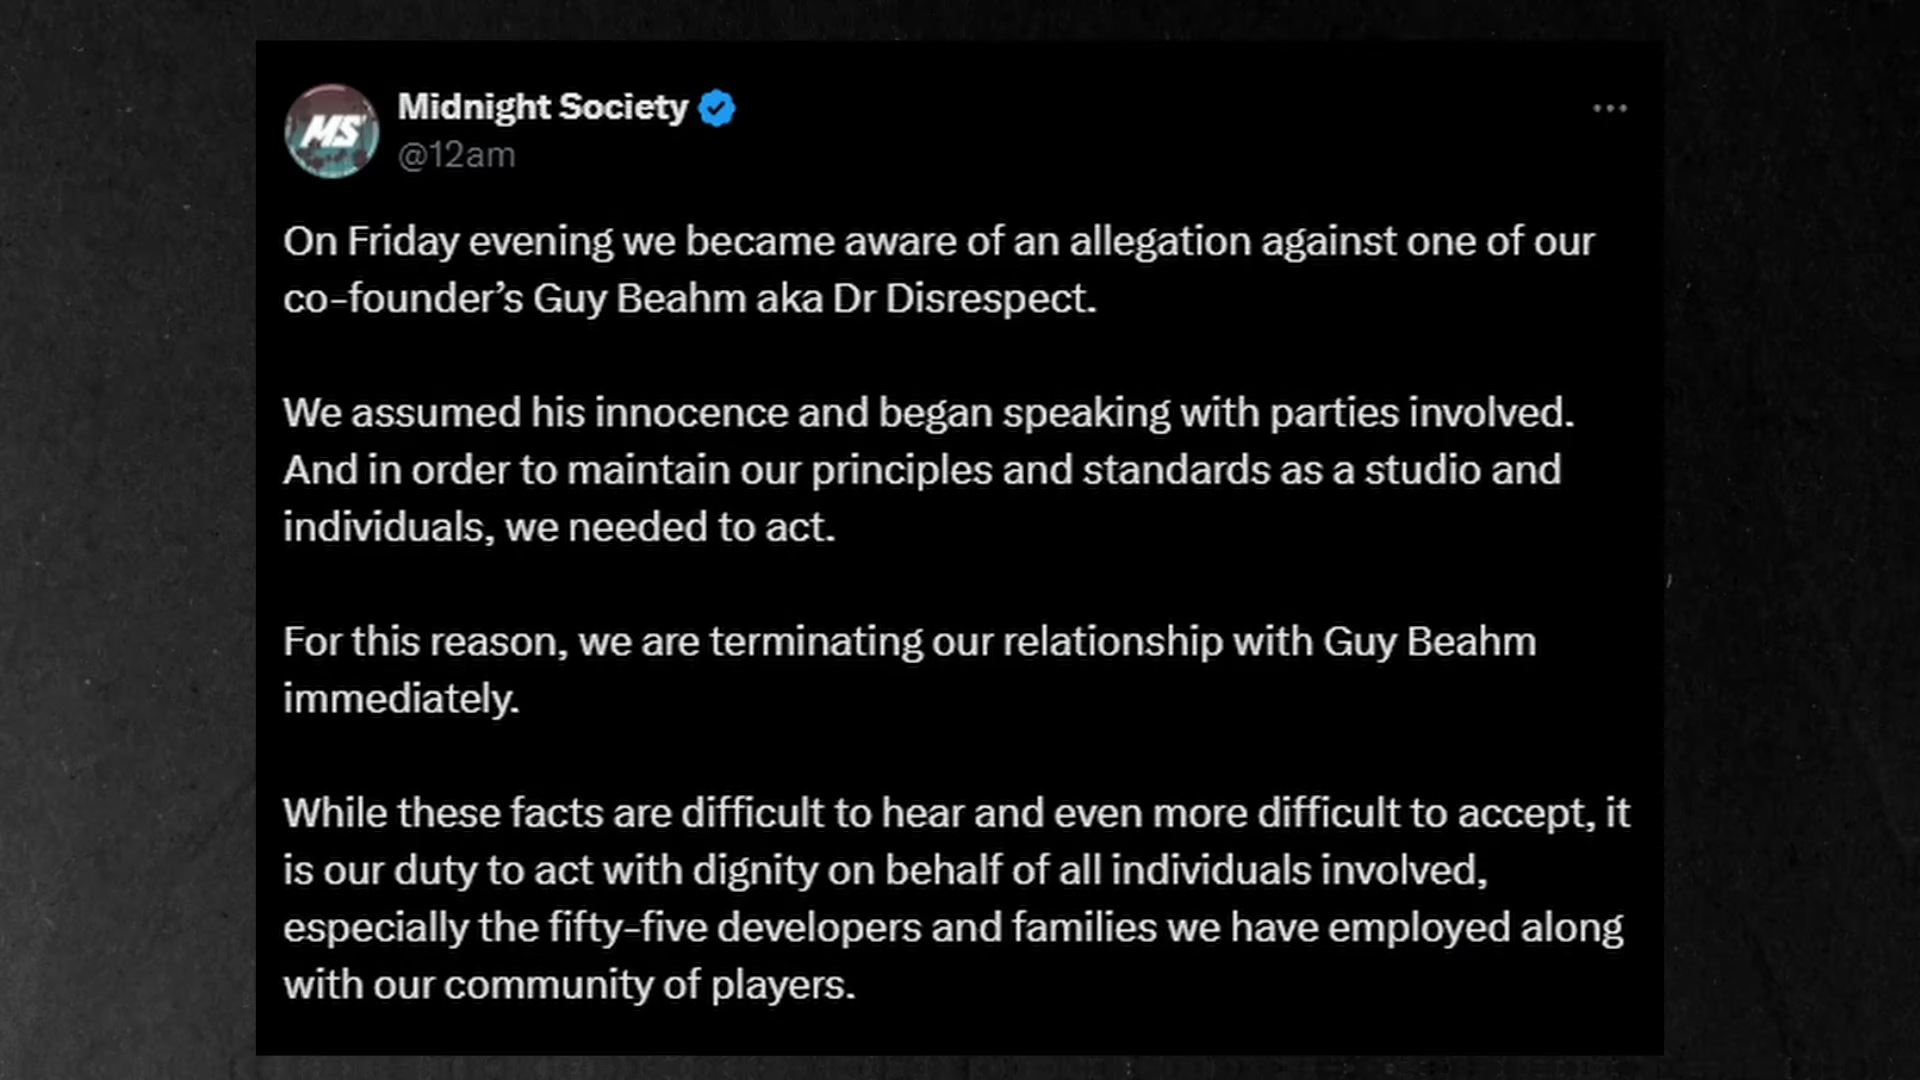 MS
Midnight Society
@12am
On Friday evening we became aware of an allegation against one of our
co-founder’s Guy Beahm aka Dr Disrespect.
We assumed his innocence and began speaking with parties involved.
And in order to maintain our principles and standards as a studio and
individuals, we needed to act.
For this reason, we are terminating our relationship with Guy Beahm
immediately.
While these facts are difficult to hear and even more difficult to accept, it
is our duty to act with dignity on behalf of all individuals involved,
especially the fifty-five developers and families we have employed along
with our community of players.